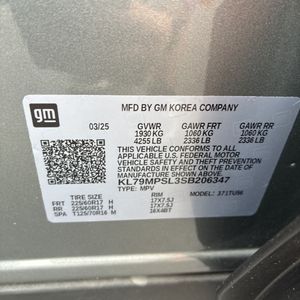 gm
MFD BY GM KOREA COMPANY
03/25 GVWR GAWR FRT GAWR RR
1930 KG 1060 KG 1060 KG
4255 LB 2336 LB 2336 LB
THIS VEHICLE CONFORMS TO ALL
APPLICABLE U.S. FEDERAL MOTOR
VEHICLE SAFETY AND THEFT
PREVENTION STANDARDS IN
EFFECT ON THE DATE OF
MANUFACTURE SHOWN ABOVE.
KL79MPSL3SB206347
TYPE: MPV MODEL:
TIRE SIZE RIM
FRT 225/60R17 H 17X7.5J
RR 225/60R17 H 17X7.5J
SPA T125/70R16 M 16X4BT